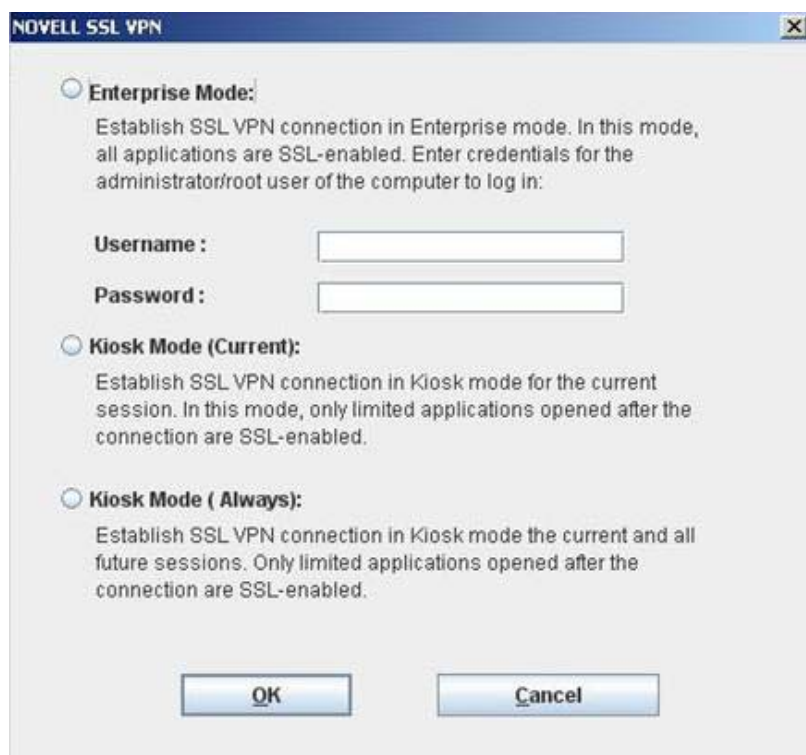 NOVELL SSL VPN
Enterprise Mode:
Establish SSL VPN connection in Enterprise mode. In this mode,
all applications are SSL-enabled. Enter credentials for the
administrator/root user of the computer to log in:
Username :
Password :
Kiosk Mode (Current):
Establish SSL VPN connection in Kiosk mode for the current
session. In this mode, only limited applications opened after the
connection are SSL-enabled.
Kiosk Mode ( Always):
Establish SSL VPN connection in Kiosk mode the current and all
future sessions. Only limited applications opened after the
connection are SSL-enabled.
OK Cancel